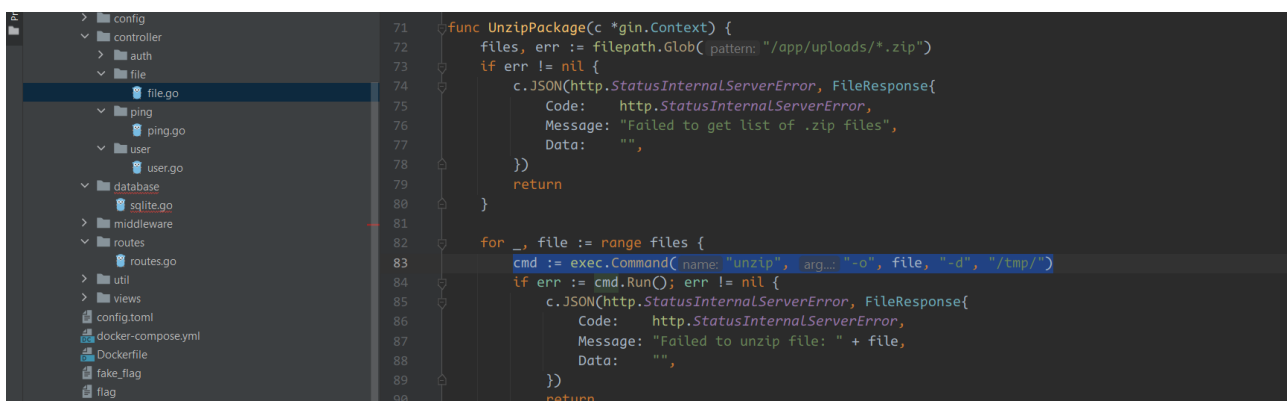 Pr
config
controller
auth
file
file.go
ping
ping.go
user
user.go
database
sqlite.go
middleware
routes
routes.go
util
views
config.toml
docker-compose.yml
Dockerfile
fake_flag
flag
71 func UnzipPackage(c *gin.Context) {
72 files, err := filepath.Glob( pattern: "/app/uploads/*.zip")
73 if err != nil {
74 c.JSON(http.StatusInternalServerError, FileResponse{
75 Code: http.StatusInternalServerError,
76 Message: "Failed to get list of .zip files",
77 Data: "",
78 })
79 return
80 }
81
82 for _, file := range files {
83 cmd := exec.Command( name: "unzip", arg...: "-o", file, "-d", "/tmp/")
84 if err := cmd.Run(); err != nil {
85 c.JSON(http.StatusInternalServerError, FileResponse{
86 Code: http.StatusInternalServerError,
87 Message: "Failed to unzip file: " + file,
88 Data: "",
89 })
90 return